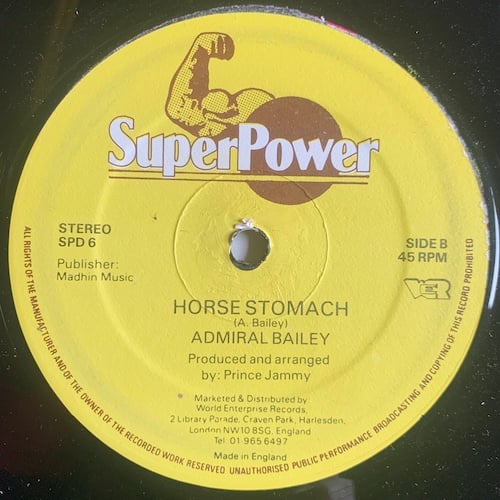 SuperPower
STEREO
SPD 6
SIDE B
45 RPM
Publisher:
Madhin Music
WER
HORSE STOMACH
(A. Bailey)
ADMIRAL BAILEY
Produced and arranged
by: Prince Jammy
Marketed & Distributed by
World Enterprise Records,
2 Library Parade, Craven Park, Harlesden,
London NW10 8SG, England
Tel: 01 965 6497
Made in England
ALL RIGHTS OF THE MANUFACTURER AND OF THE OWNER OF THE RECORDED WORK RESERVED UNAUTHORISED PUBLIC PERFORMANCE BROADCASTING AND COPYING OF THIS RECORD PROHIBITED